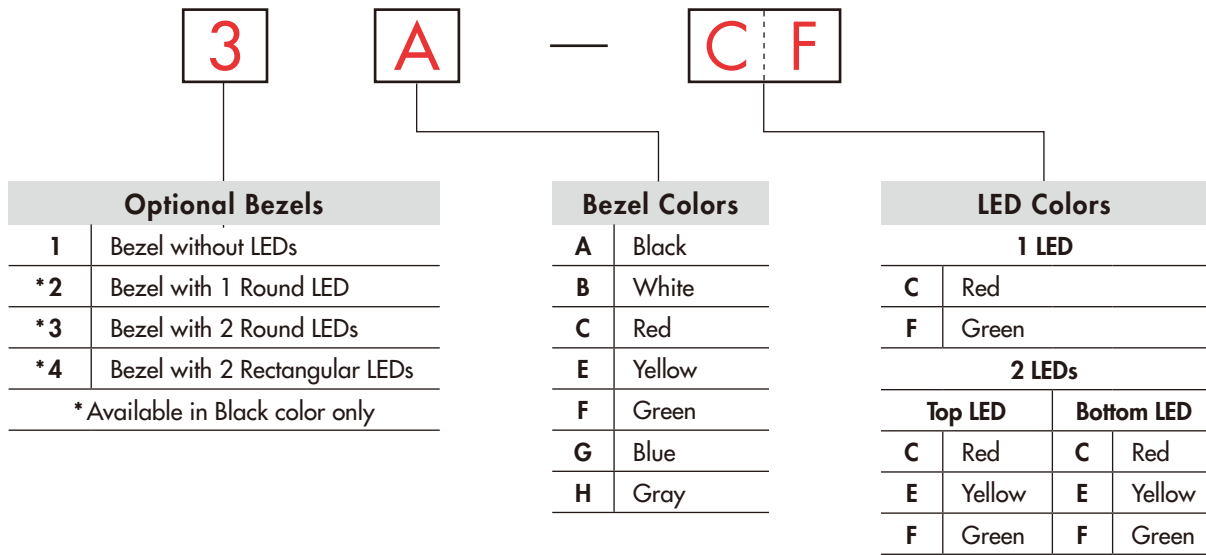 3 A — C F
Optional Bezels
1 Bezel without LEDs
*2 Bezel with 1 Round LED
*3 Bezel with 2 Round LEDs
*4 Bezel with 2 Rectangular LEDs
*Available in Black color only
Bezel Colors
A Black
B White
C Red
E Yellow
F Green
G Blue
H Gray
LED Colors
1 LED
C Red
F Green
2 LEDs
Top LED Bottom LED
C Red C Red
E Yellow E Yellow
F Green F Green